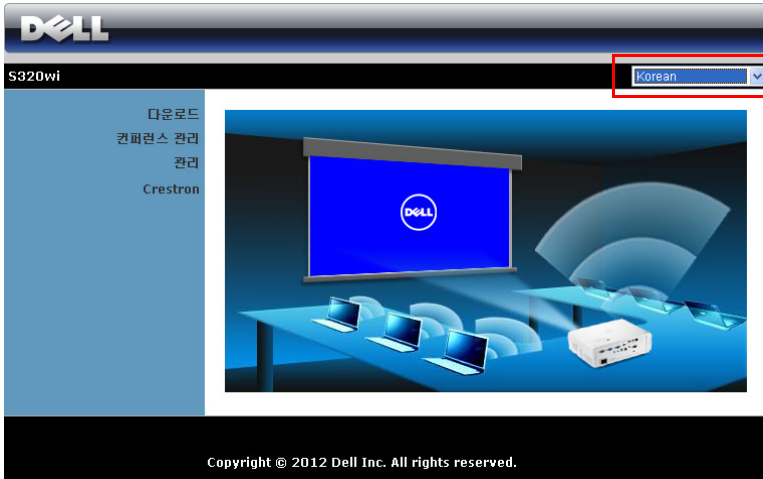 DELL
S320wi
Korean
다운로드
컨퍼런스 관리
관리
Crestron
DELL
Copyright © 2012 Dell Inc. All rights reserved.